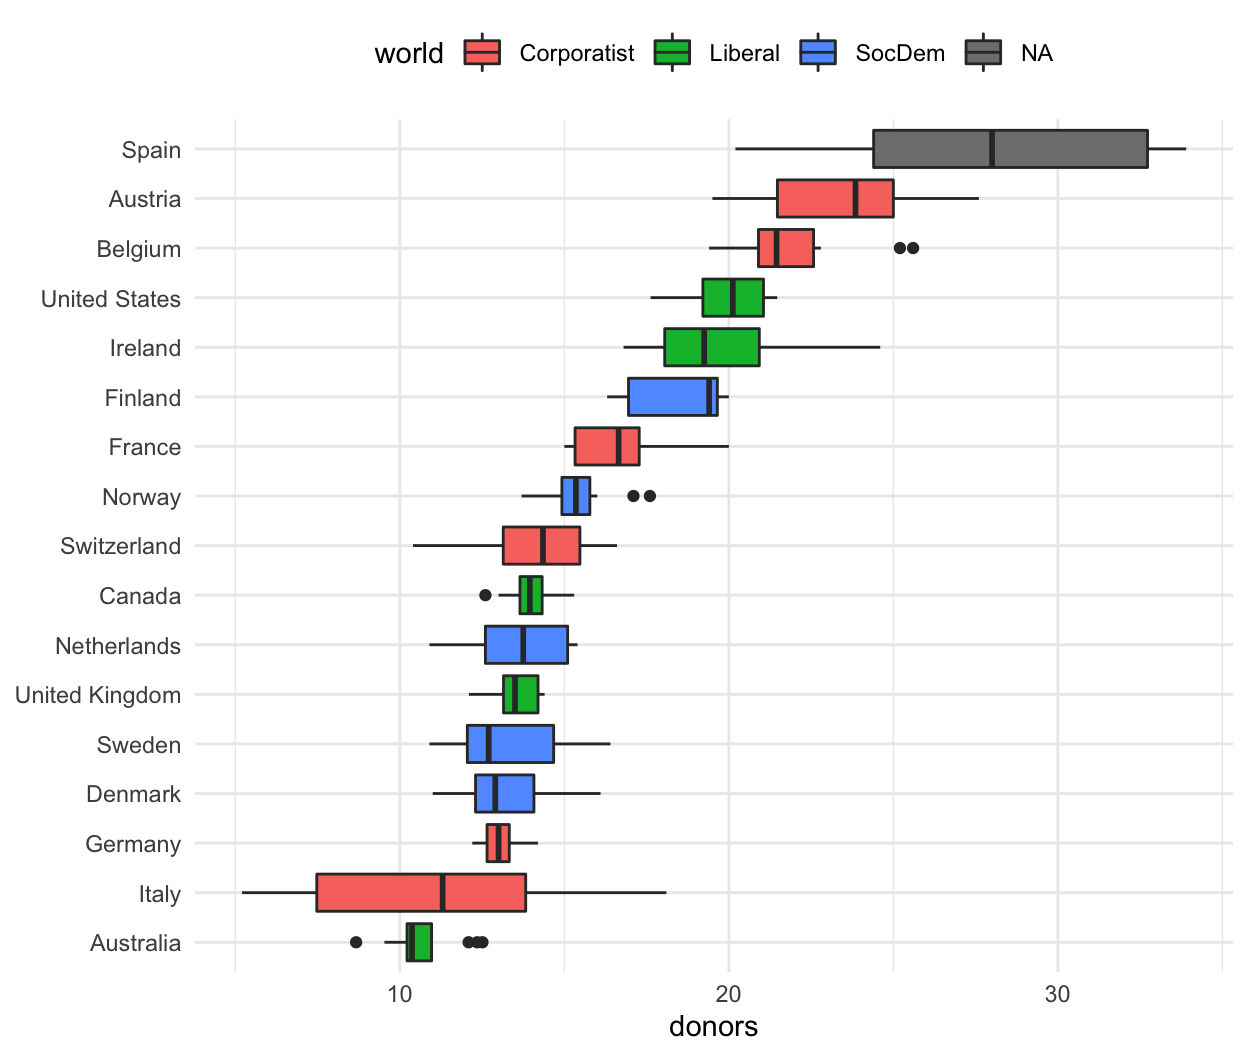 world Corporatist Liberal SocDem NA
Spain
Austria
Belgium
United States
Ireland
Finland
France
Norway
Switzerland
Canada
Netherlands
United Kingdom
Sweden
Denmark
Germany
Italy
Australia
10 20 30
donors